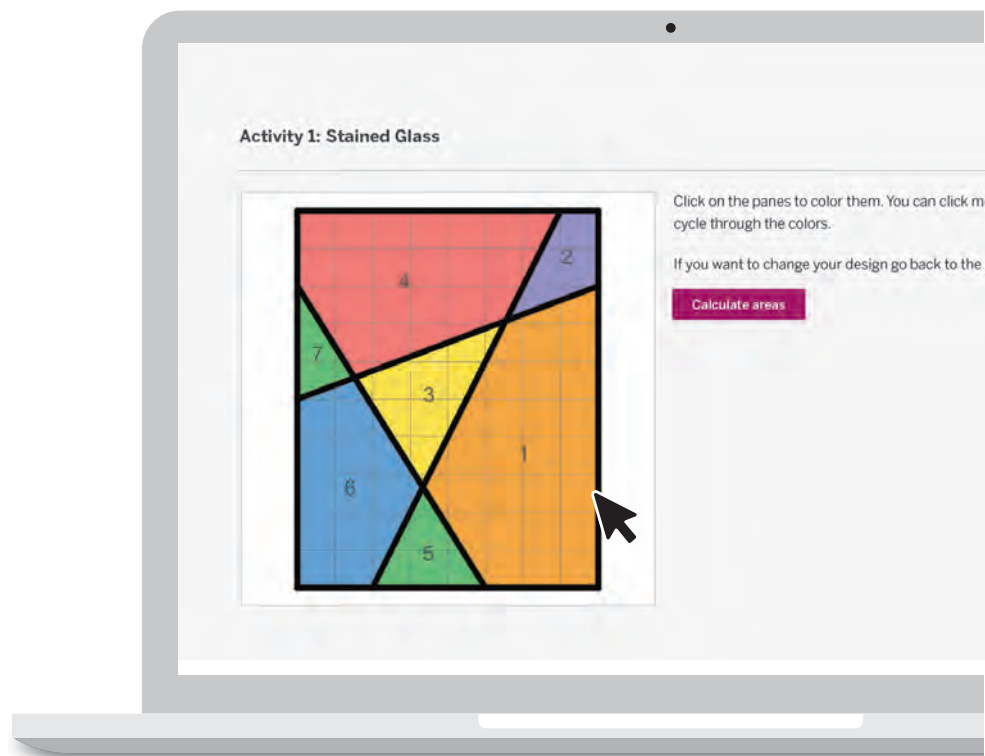 Activity 1: Stained Glass
Click on the panes to color them. You can click
cycle through the colors.
If you want to change your design go back to the
Calculate areas
2
4
7
3
1
6
5